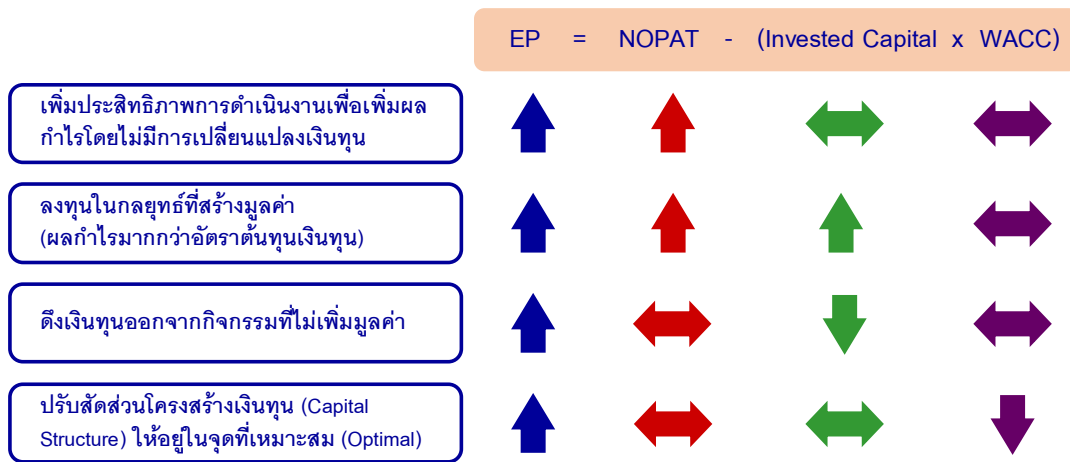 EP = NOPAT - (Invested Capital x WACC)
เพิ่มประสิทธิภาพการดำเนินงานเพื่อเพิ่มผล
กำไรโดยไม่มีการเปลี่ยนแปลงเงินทุน
ลงทุนในกลยุทธ์ที่สร้างมูลค่า
(ผลกำไรมากกว่าอัตราต้นทุนเงินทุน)
ดึงเงินทุนออกจากกิจกรรมที่ไม่เพิ่มมูลค่า
ปรับสัดส่วนโครงสร้างเงินทุน (Capital
Structure) ให้อยู่ในจุดที่เหมาะสม (Optimal)